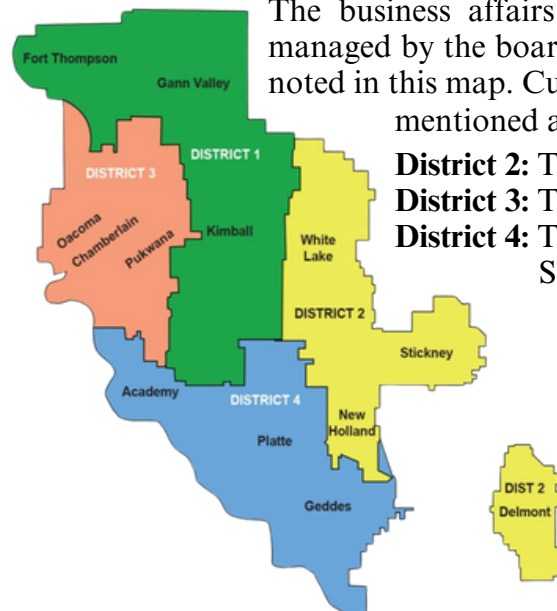 The business affairs
managed by the boar
noted in this map. Cu
mentioned a
District 2: T
District 3: T
District 4: T
S
Fort Thompson
Gann Valley
DISTRICT 1
DISTRICT 3
Oacoma
Chamberlain
Pukwana
Kimball
White
Lake
DISTRICT 2
Stickney
Academy
DISTRICT 4
New
Holland
Platte
Geddes
DIST 2
Delmont